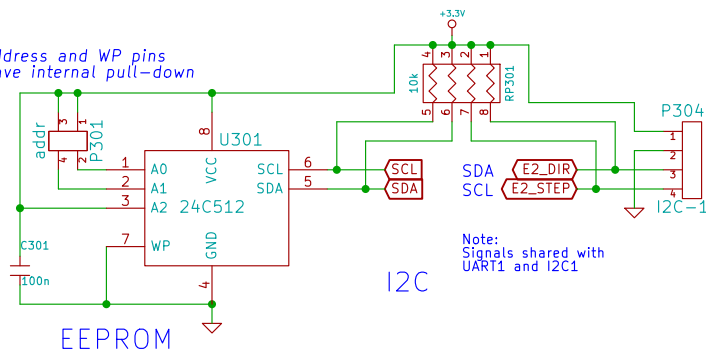 +3.3V
ddress and WP pins
ave internal pull-down
4
3
2
1
10k
RP301
5
6
7
8
P304
1
2
3
4
I2C-1
3
1
addr
P301
4
2
8
U301
VCC
1
A0
2
A1
3
A2
7
WP
24C512
SCL
6
SDA
5
GND
4
SCL
SDA
SDA
E2_DIR
SCL
E2_STEP
C301
100n
Note:
Signals shared with
UART1 and I2C1
I2C
EEPROM